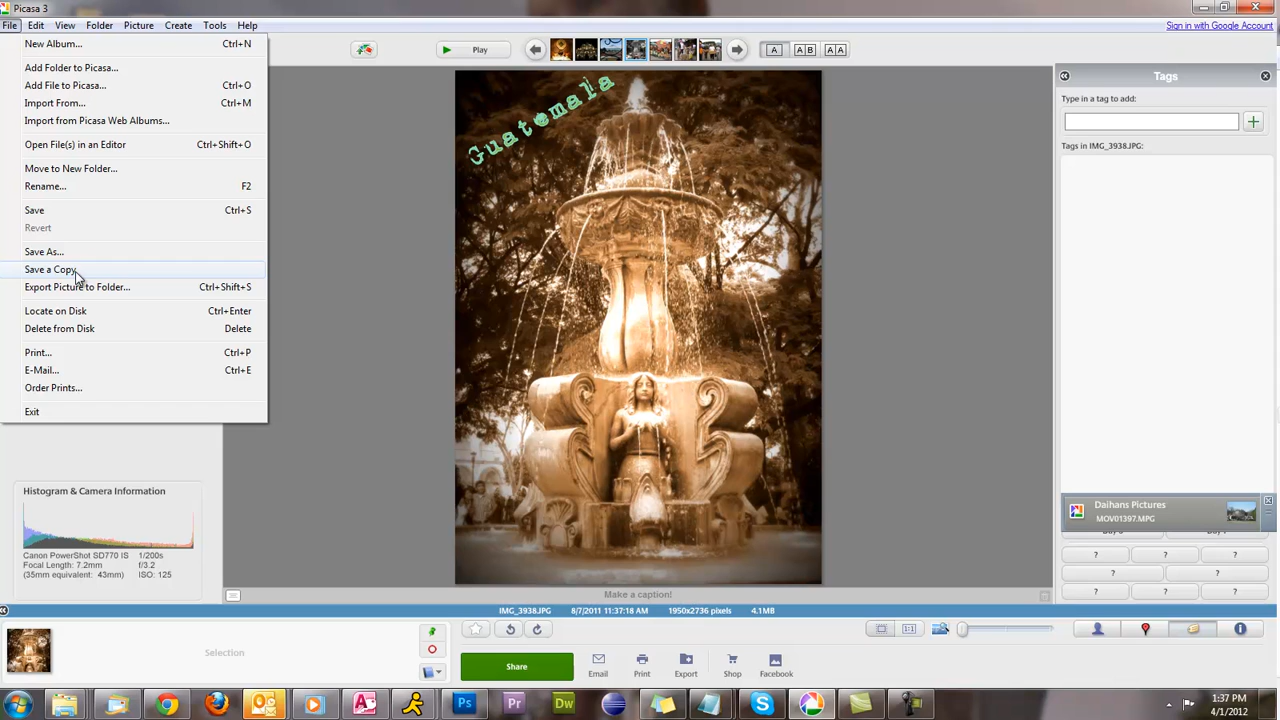 Picasa 3
File Edit View Folder Picture Create Tools Help
Sign in with Google Account
New Album... Ctrl+N
Add Folder to Picasa...
Add File to Picasa... Ctrl+O
Import From... Ctrl+M
Import from Picasa Web Albums...
Open File(s) in an Editor Ctrl+Shift+O
Move to New Folder...
Rename... F2
Save Ctrl+S
Revert
Save As...
Save a Copy
Export Picture to Folder... Ctrl+Shift+S
Locate on Disk Ctrl+Enter
Delete from Disk Delete
Print... Ctrl+P
E-Mail... Ctrl+E
Order Prints...
Exit
Play
A A B A A
Guatemala
Tags
Type in a tag to add:
Tags in IMG_3938.JPG:
Histogram & Camera Information
Canon PowerShot SD770 IS 1/200s
Focal Length: 7.2mm f/3.2
(35mm equivalent: 43mm) ISO: 125
Daihans Pictures
MOV01397.MPG
? ? ?
? ?
? ? ?
Make a caption!
IMG_3938.JPG 8/7/2011 11:37:18 AM 1950x2736 pixels 4.1MB
1:1
Selection
Share
Email Print Export Shop Facebook
Ps Pr Dw
1:37 PM
4/1/2012